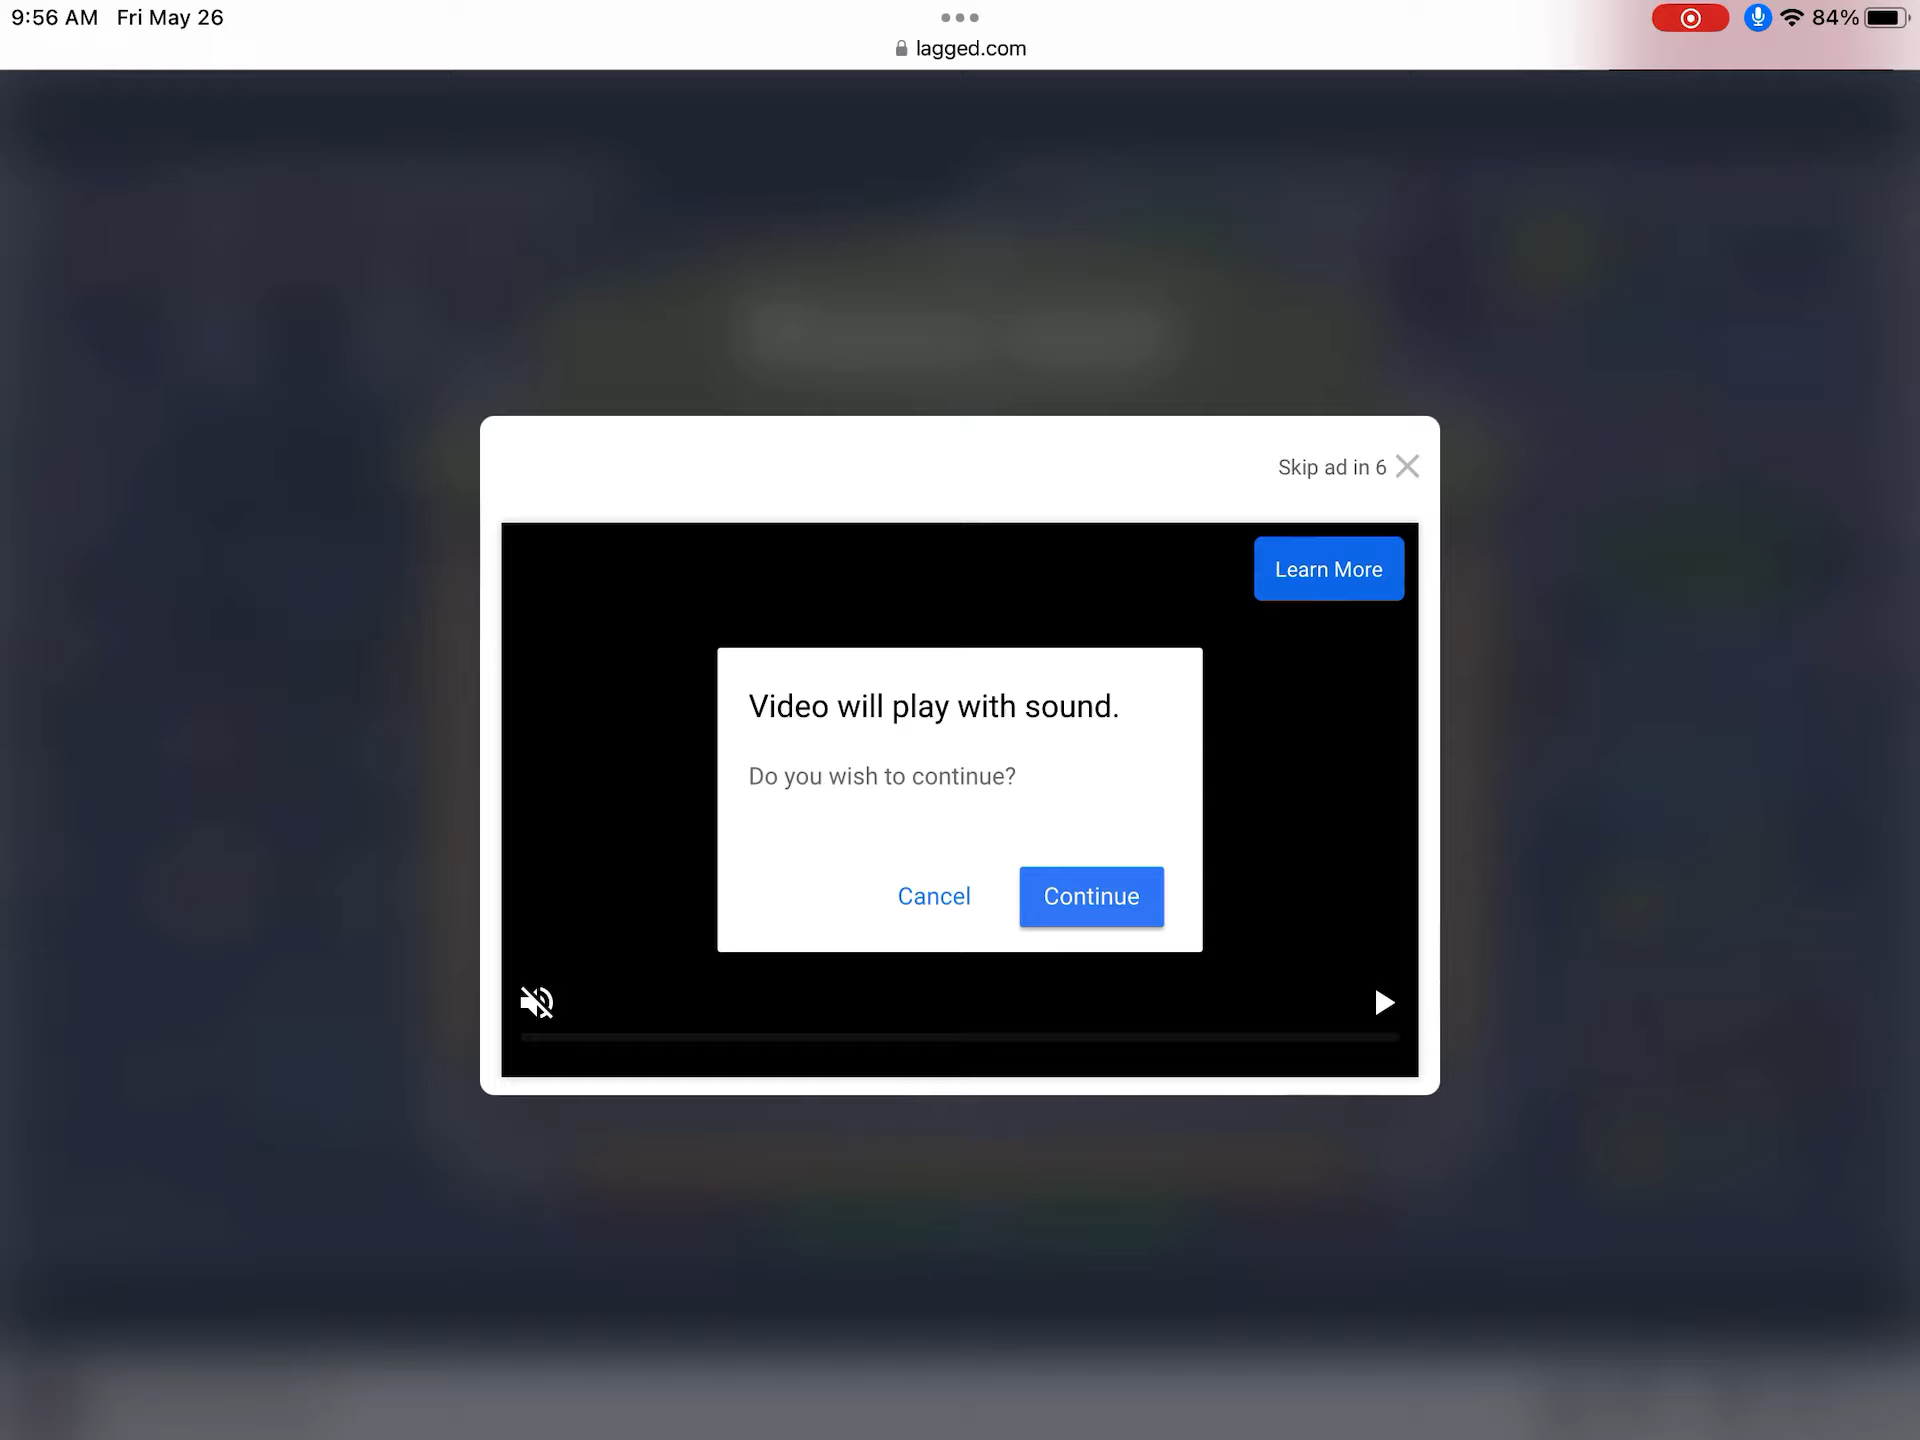 9:56 AM Fri May 26
84%
lagged.com
Skip ad in 6
Learn More
Video will play with sound.
Do you wish to continue?
Cancel
Continue